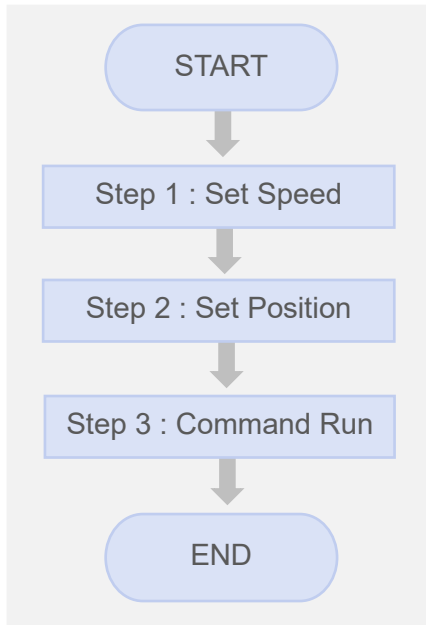 START
Step 1 : Set Speed
Step 2 : Set Position
Step 3 : Command Run
END